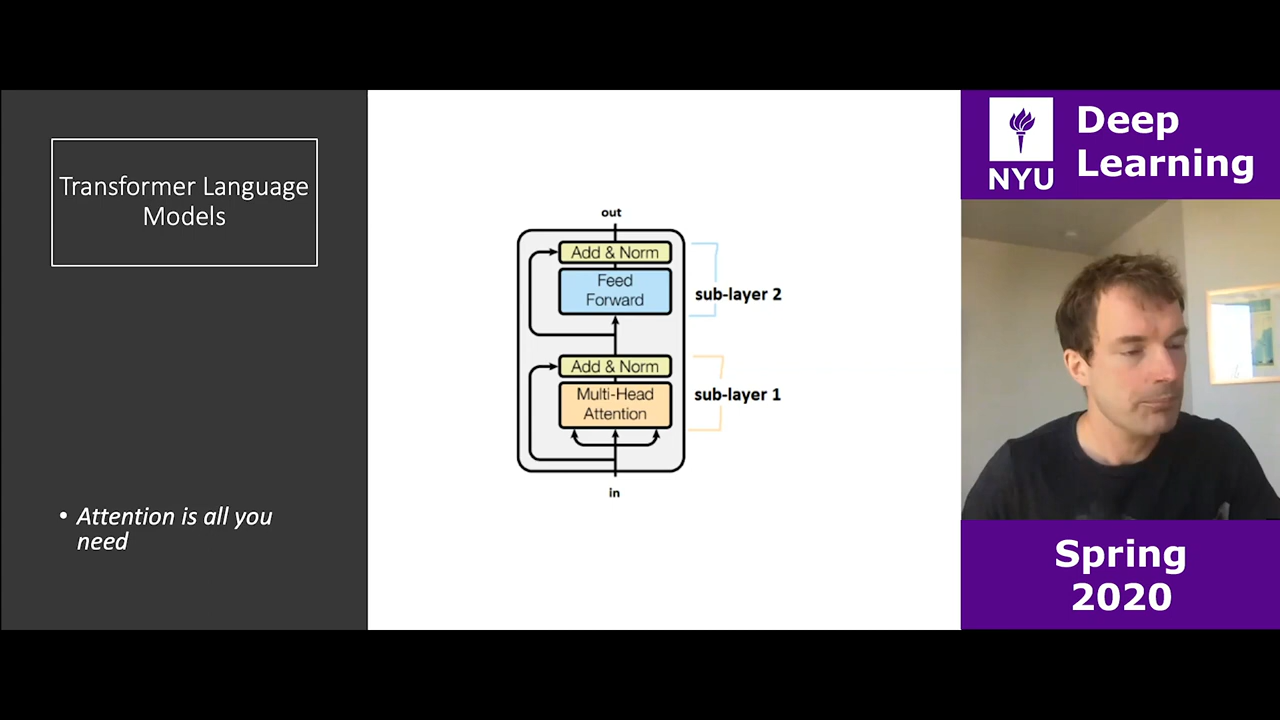 Transformer Language
Models
• Attention is all you
need
out
Add & Norm
Feed
Forward
sub-layer 2
Add & Norm
Multi-Head
Attention
sub-layer 1
in
NYU
Deep
Learning
Spring
2020